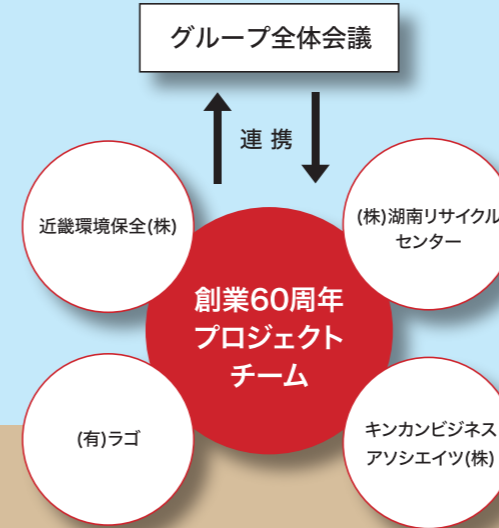 グループ全体会議
連 携
近畿環境保全(株)
(株)湖南リサイクル
センター
創業60周年
プロジェクト
チーム
(有)ラゴ
キンカンビジネス
アソシエイツ(株)